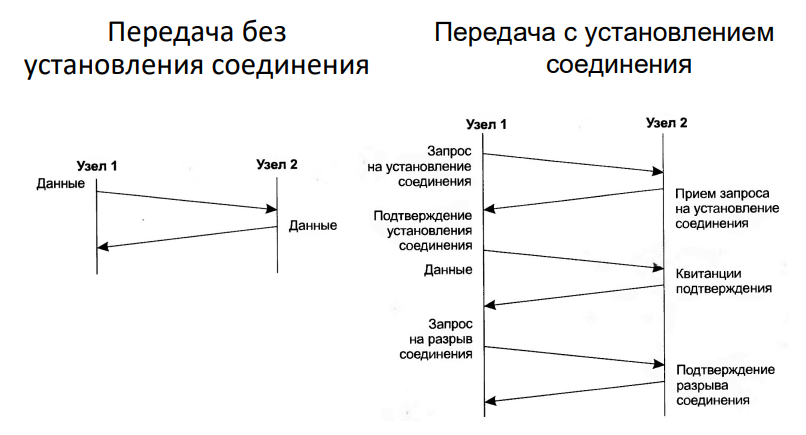 Передача без
установления соединения
Узел 1
Узел 2
Данные
Данные
Передача с установлением
соединения
Узел 1
Узел 2
Запрос
на установление
соединения
Прием запроса
на установление
соединения
Подтверждение
установления
соединения
Данные
Квитанции
подтверждения
Запрос
на разрыв
соединения
Подтверждение
разрыва
соединения